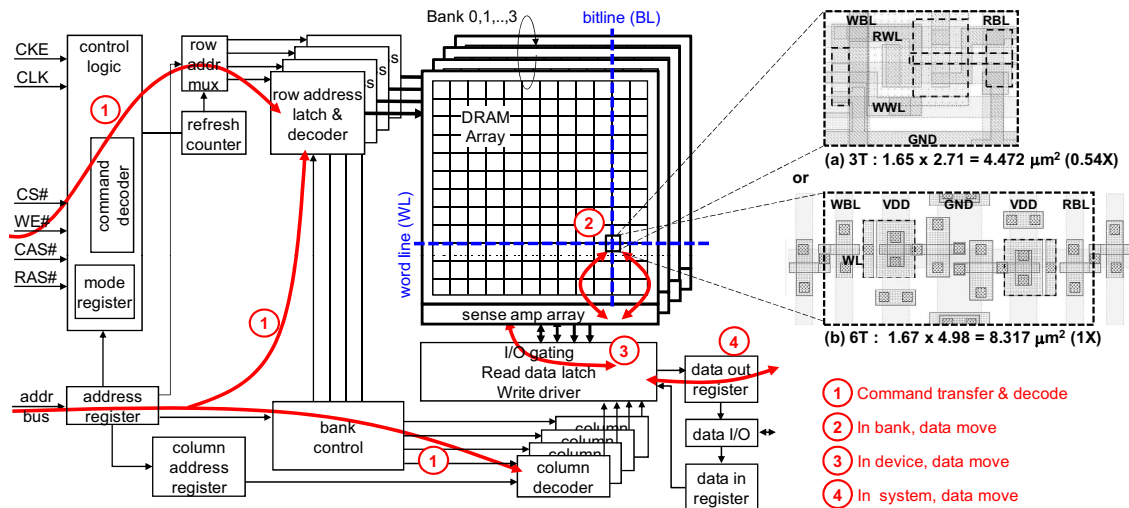 Bank 0,1,..,3
bitline (BL)
CKE
CLK
CS#
WE#
CAS#
RAS#
control
logic
command
decoder
mode
register
row
addr
mux
refresh
counter
s
s
s
row address
latch &
decoder
1
1
1
DRAM
Array
2
word line (WL)
sense amp array
I/O gating
Read data latch
Write driver
3
4
data out
register
data I/O
data in
register
addr
bus
address
register
column
address
register
bank
control
column
column
column
column
decoder
WBL
RBL
RWL
WWL
GND
(a) 3T : 1.65 x 2.71 = 4.472 μm² (0.54X)
or
WBL
VDD
GND
VDD
RBL
WL
(b) 6T : 1.67 x 4.98 = 8.317 μm² (1X)
1 Command transfer & decode
2 In bank, data move
3 In device, data move
4 In system, data move